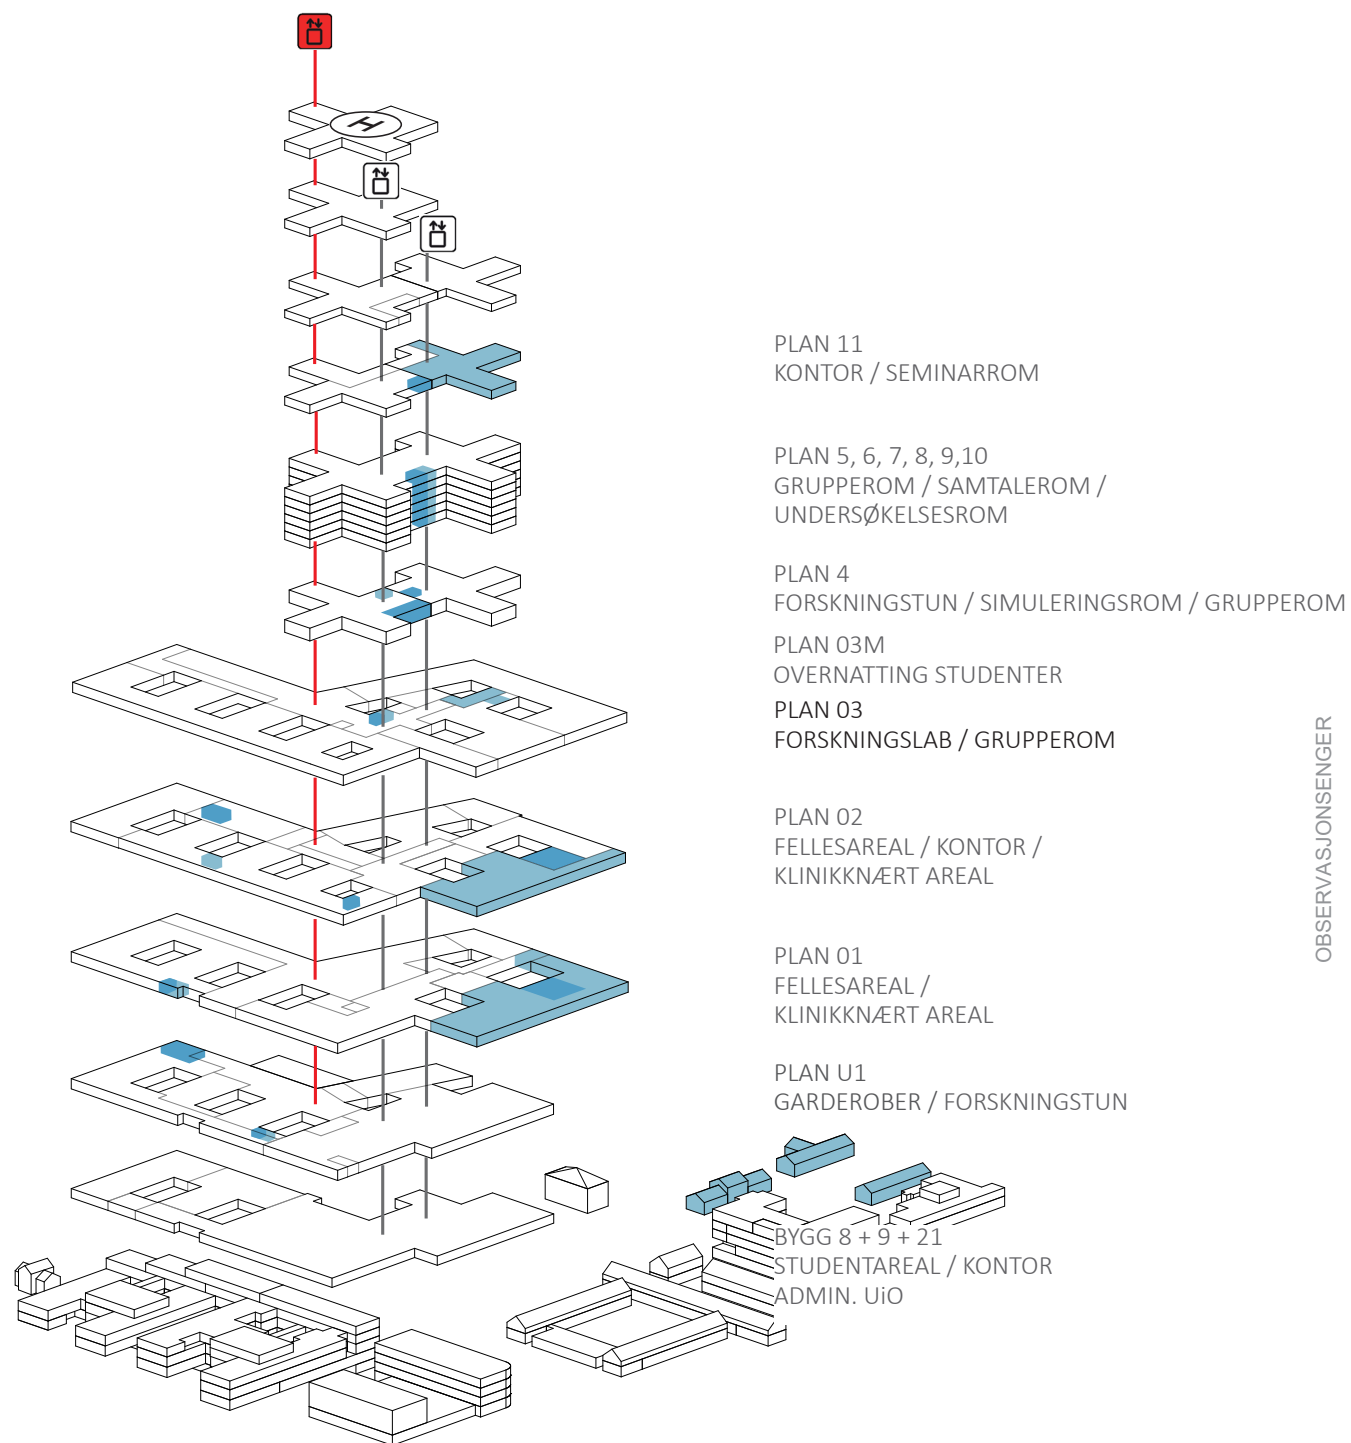 H
PLAN 11
KONTOR / SEMINARROM
PLAN 5, 6, 7, 8, 9,10
GRUPPEROM / SAMTALEROM /
UNDERSØKELSESROM
PLAN 4
FORSKNINGSTUN / SIMULERINGSROM / GRUPPEROM
PLAN 03M
OVERNATTING STUDENTER
PLAN 03
FORSKNINGSLAB / GRUPPEROM
PLAN 02
FELLESAREAL / KONTOR /
KLINIKKNÆRT AREAL
PLAN 01
FELLESAREAL /
KLINIKKNÆRT AREAL
PLAN U1
GARDEROBER / FORSKNINGSTUN
BYGG 8 + 9 + 21
STUDENTAREAL / KONTOR
ADMIN. UiO
OBSERVASJONSENGER